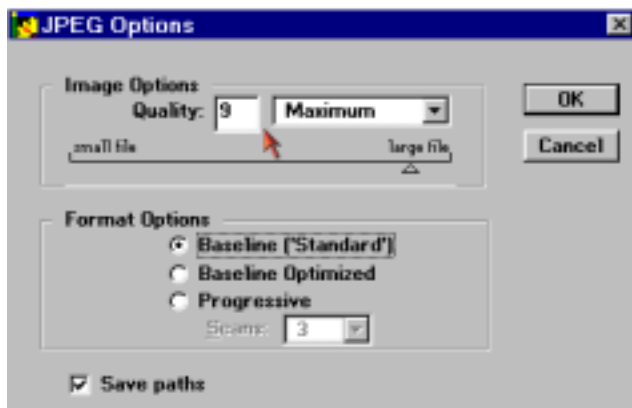 JPEG Options
Image Options
Quality: 9 Maximum
small file large file
OK
Cancel
Format Options
Baseline ('Standard')
Baseline Optimized
Progressive
Scans: 3
Save paths